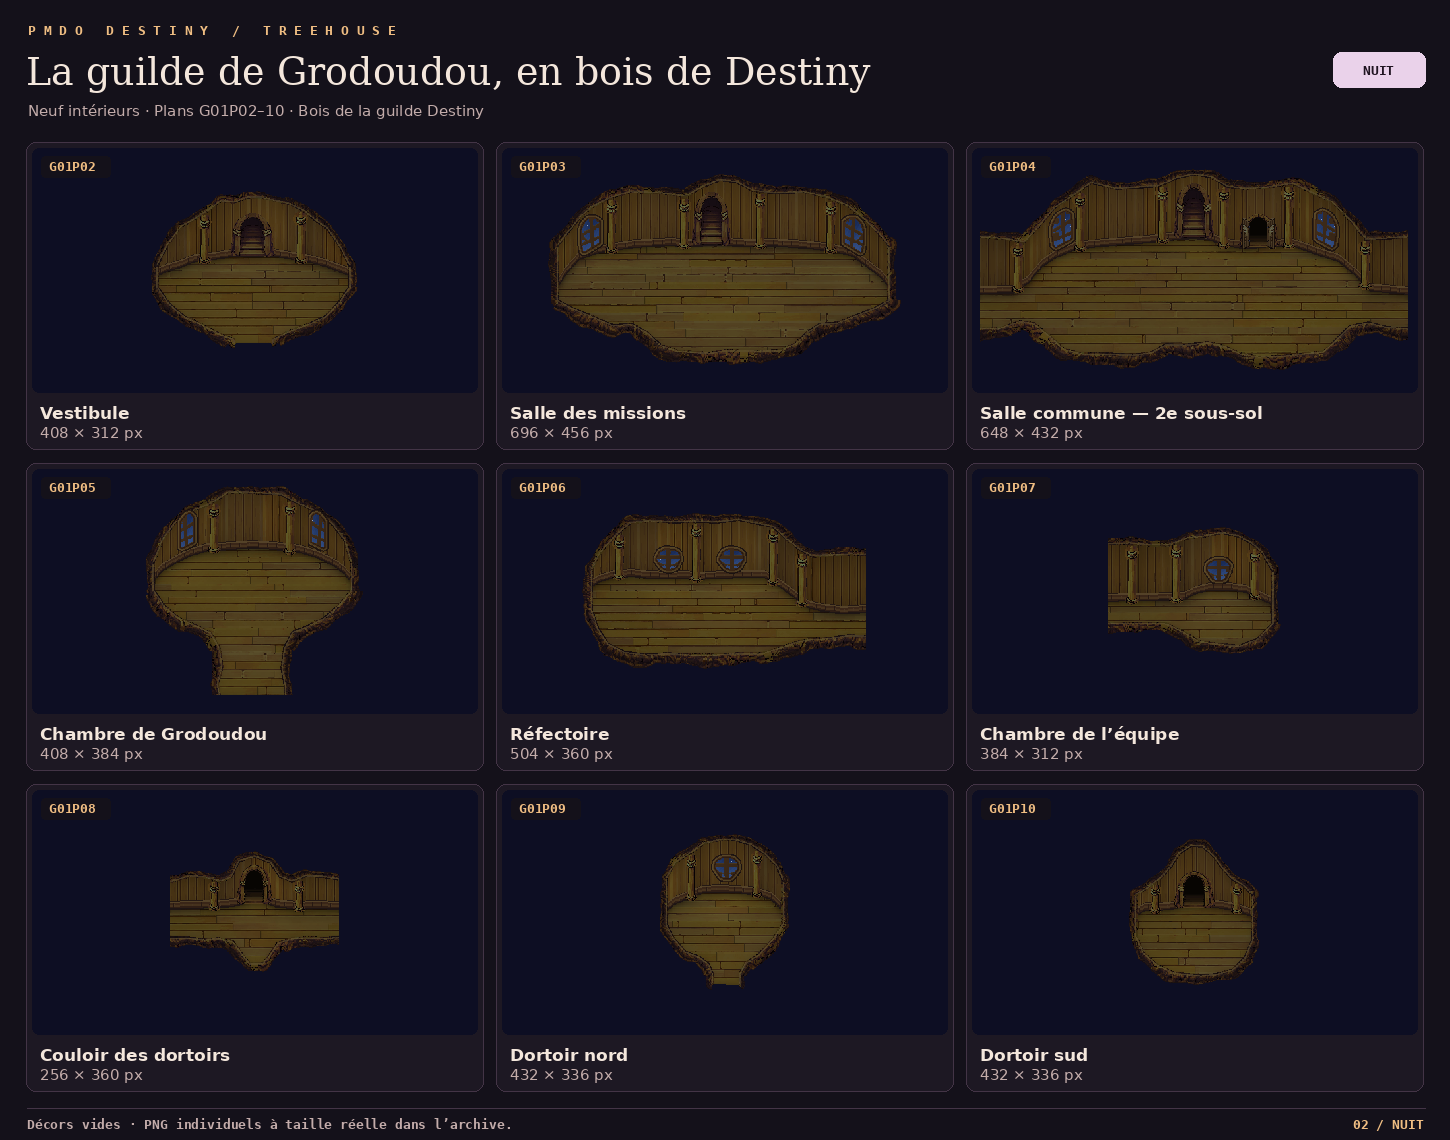 PMDO DESTINY / TREEHOUSE
La guilde de Grodoudou, en bois de Destiny
NUIT
Neuf intérieurs · Plans G01P02–10 · Bois de la guilde Destiny
G01P02
G01P03
G01P04
Vestibule
408 × 312 px
Salle des missions
696 × 456 px
Salle commune — 2e sous-sol
648 × 432 px
G01P05
G01P06
G01P07
Chambre de Grodoudou
408 × 384 px
Réfectoire
504 × 360 px
Chambre de l’équipe
384 × 312 px
G01P08
G01P09
G01P10
Couloir des dortoirs
256 × 360 px
Dortoir nord
432 × 336 px
Dortoir sud
432 × 336 px
Décors vides · PNG individuels à taille réelle dans l’archive.
02 / NUIT